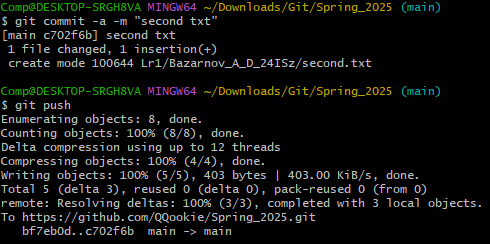 Comp@DESKTOP-SRGH8VA MINGW64 ~/Downloads/Git/Spring_2025 (main)
$ git commit -a -m "second txt"
[main c702f6b] second txt
 1 file changed, 1 insertion(+)
 create mode 100644 Lr1/Bazarnov_A_D_24ISz/second.txt

Comp@DESKTOP-SRGH8VA MINGW64 ~/Downloads/Git/Spring_2025 (main)
$ git push
Enumerating objects: 8, done.
Counting objects: 100% (8/8), done.
Delta compression using up to 12 threads
Compressing objects: 100% (4/4), done.
Writing objects: 100% (5/5), 403 bytes | 403.00 KiB/s, done.
Total 5 (delta 3), reused 0 (delta 0), pack-reused 0 (from 0)
remote: Resolving deltas: 100% (3/3), completed with 3 local objects.
To https://github.com/QQookie/Spring_2025.git
   bf7eb0d..c702f6b  main -> main